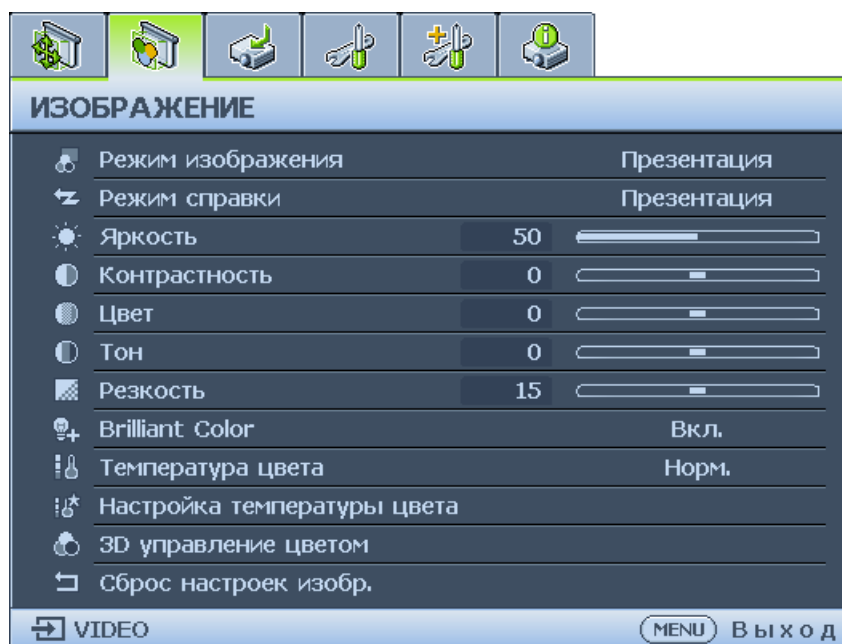 ИЗОБРАЖЕНИЕ
Режим изображения Презентация
Режим справки Презентация
Яркость 50
Контрастность 0
Цвет 0
Тон 0
Резкость 15
Brilliant Color Вкл.
Температура цвета Норм.
Настройка температуры цвета
3D управление цветом
Сброс настроек изобр.
VIDEO MENU Выход